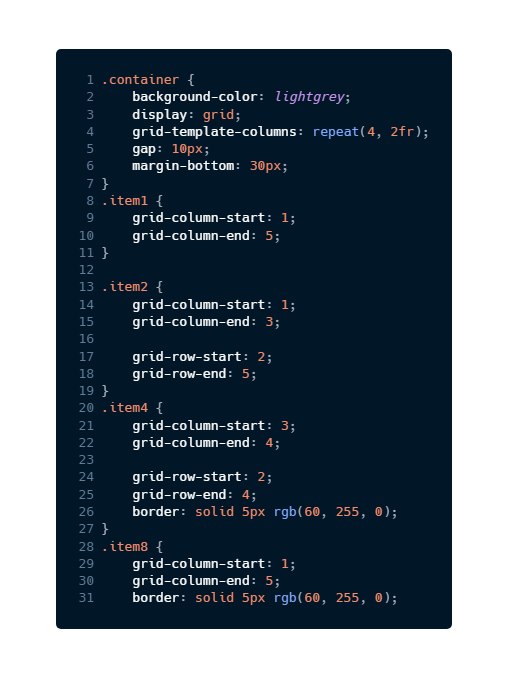 1 .container {
2     background-color: lightgrey;
3     display: grid;
4     grid-template-columns: repeat(4, 2fr);
5     gap: 10px;
6     margin-bottom: 30px;
7 }
8 .item1 {
9     grid-column-start: 1;
10     grid-column-end: 5;
11 }
12
13 .item2 {
14     grid-column-start: 1;
15     grid-column-end: 3;
16
17     grid-row-start: 2;
18     grid-row-end: 5;
19 }
20 .item4 {
21     grid-column-start: 3;
22     grid-column-end: 4;
23
24     grid-row-start: 2;
25     grid-row-end: 4;
26     border: solid 5px rgb(60, 255, 0);
27 }
28 .item8 {
29     grid-column-start: 1;
30     grid-column-end: 5;
31     border: solid 5px rgb(60, 255, 0);